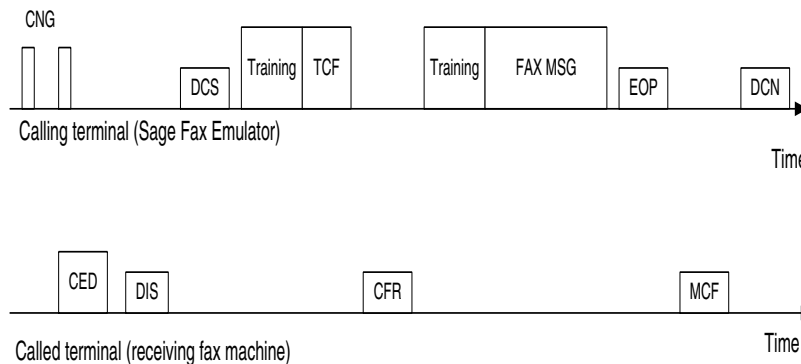 CNG
DCS
Training
TCF
Training
FAX MSG
EOP
DCN
Calling terminal (Sage Fax Emulator)
Time
CED
DIS
CFR
MCF
Called terminal (receiving fax machine)
Time